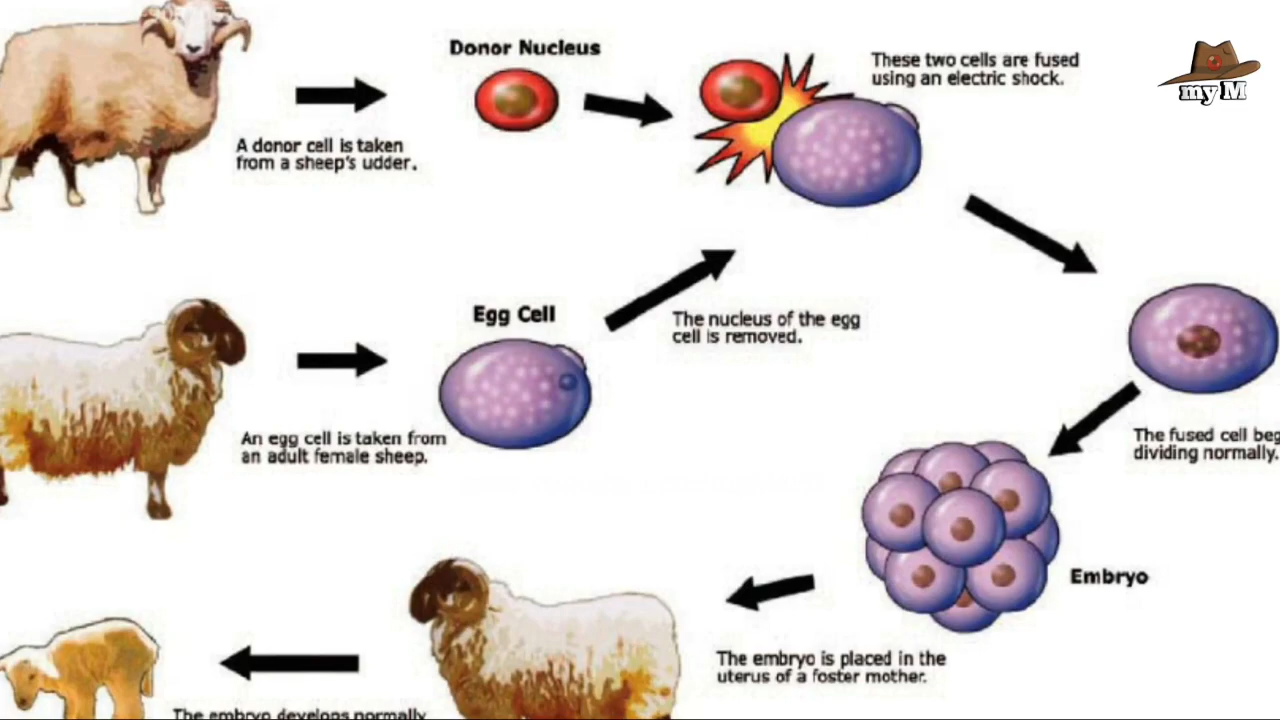 Donor Nucleus
These two cells are fused
using an electric shock.
my M
A donor cell is taken
from a sheep's udder.
Egg Cell
The nucleus of the egg
cell is removed.
An egg cell is taken from
an adult female sheep.
The fused cell beg
dividing normally.
Embryo
The embryo is placed in the
uterus of a foster mother.
The embryo develops normally